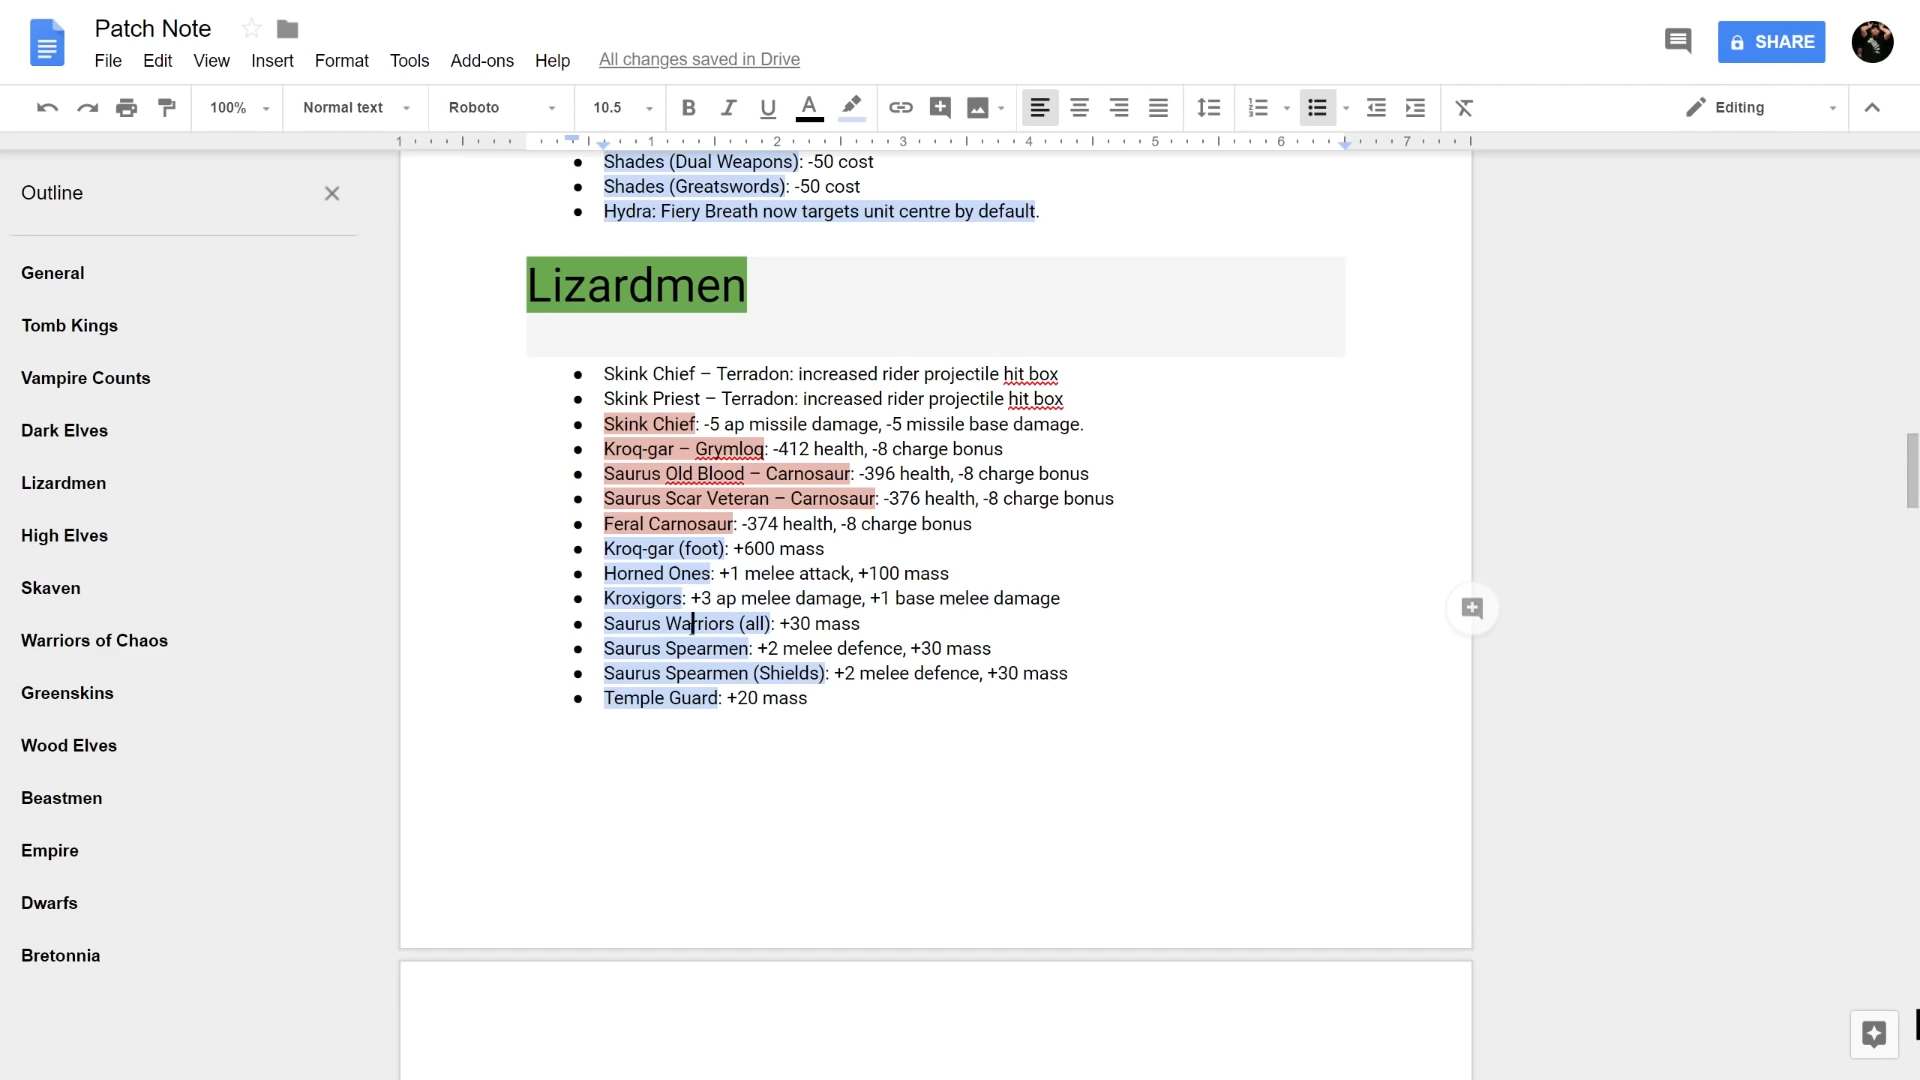 Patch Note
File Edit View Insert Format Tools Add-ons Help All changes saved in Drive
SHARE
100% Normal text Roboto 10.5 B I U A Editing
1 1 2 3 4 5 6 7
Outline
General
Tomb Kings
Vampire Counts
Dark Elves
Lizardmen
High Elves
Skaven
Warriors of Chaos
Greenskins
Wood Elves
Beastmen
Empire
Dwarfs
Bretonnia
● Shades (Dual Weapons): -50 cost
● Shades (Greatswords): -50 cost
● Hydra: Fiery Breath now targets unit centre by default.
Lizardmen
● Skink Chief – Terradon: increased rider projectile hit box
● Skink Priest – Terradon: increased rider projectile hit box
● Skink Chief: -5 ap missile damage, -5 missile base damage.
● Kroq-gar – Grymloq: -412 health, -8 charge bonus
● Saurus Old Blood – Carnosaur: -396 health, -8 charge bonus
● Saurus Scar Veteran – Carnosaur: -376 health, -8 charge bonus
● Feral Carnosaur: -374 health, -8 charge bonus
● Kroq-gar (foot): +600 mass
● Horned Ones: +1 melee attack, +100 mass
● Kroxigors: +3 ap melee damage, +1 base melee damage
● Saurus Warriors (all): +30 mass
● Saurus Spearmen: +2 melee defence, +30 mass
● Saurus Spearmen (Shields): +2 melee defence, +30 mass
● Temple Guard: +20 mass